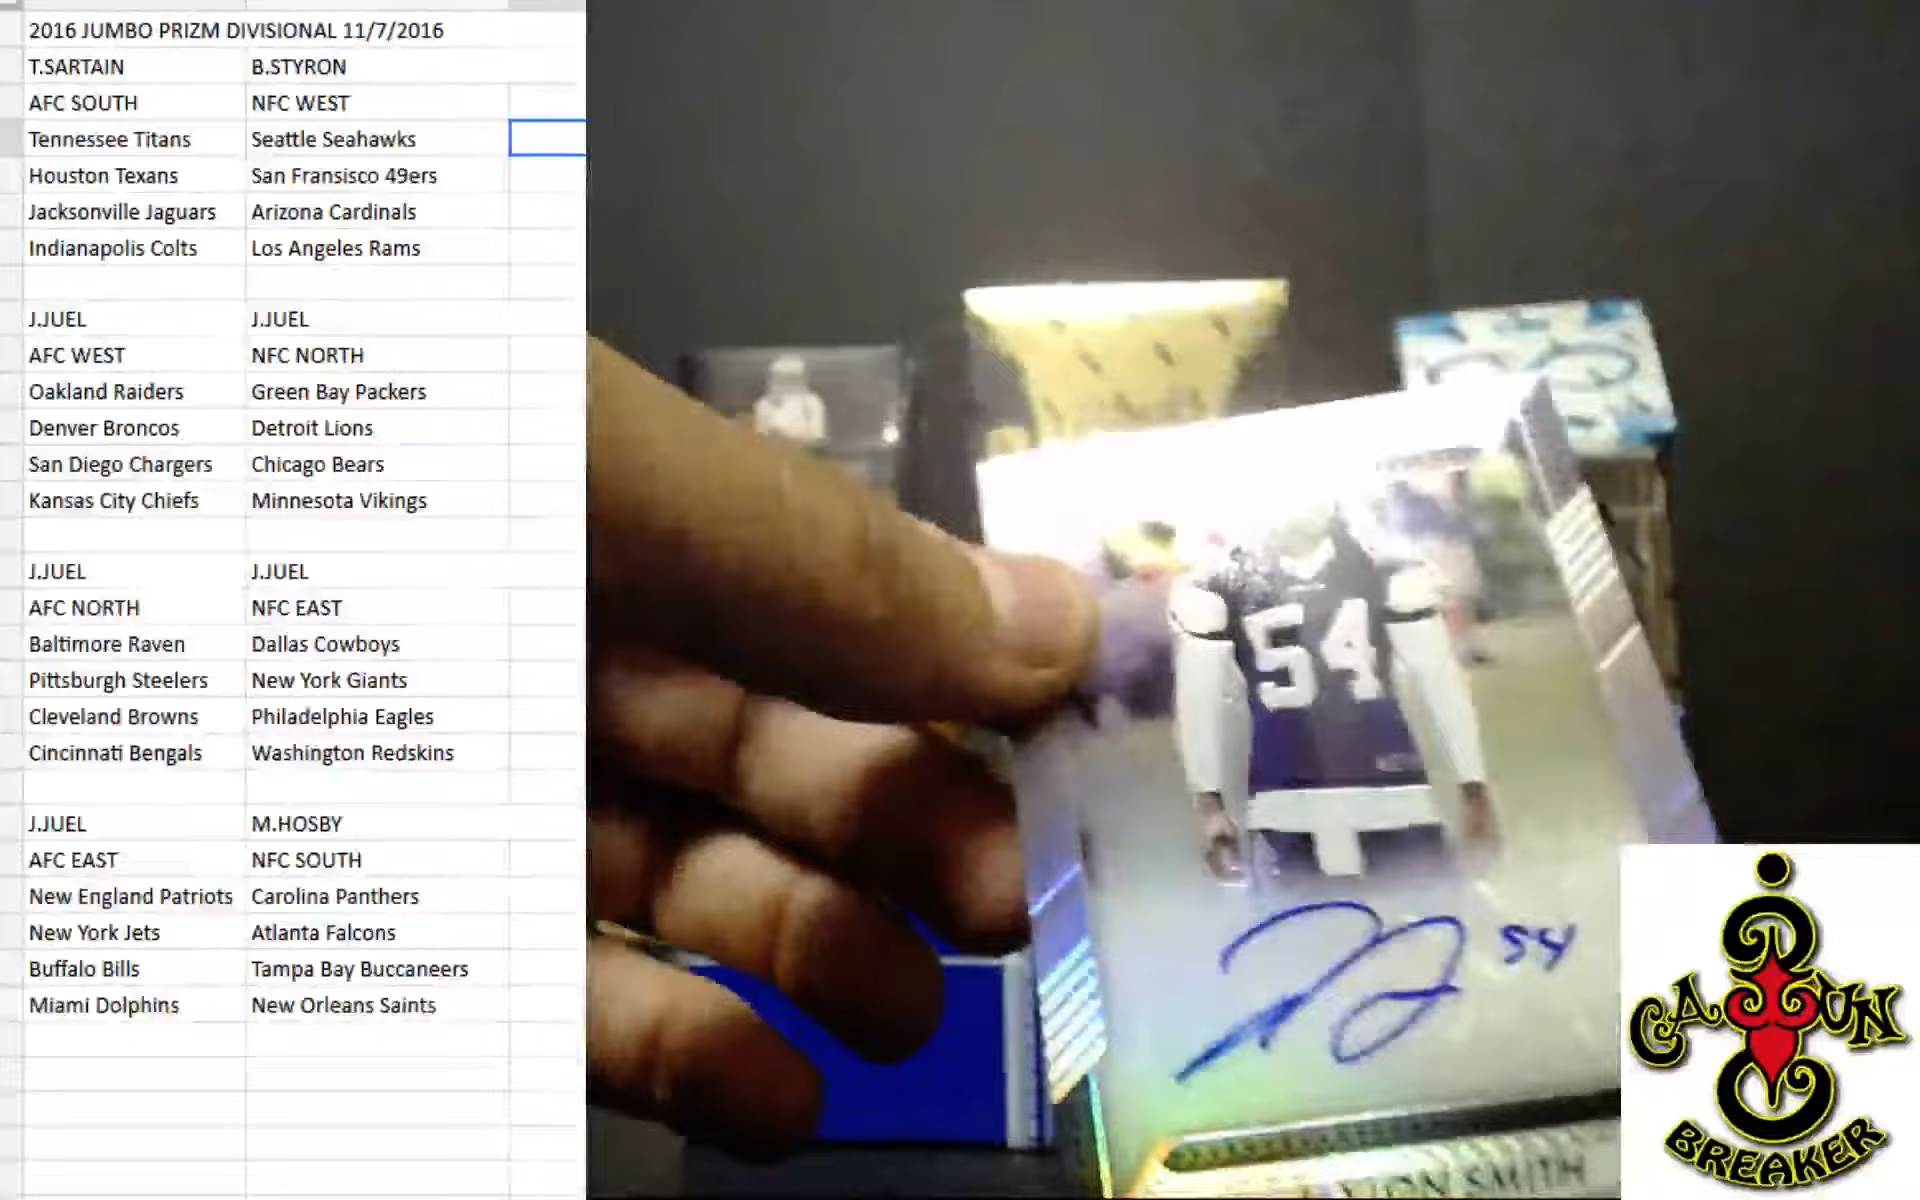 2016 JUMBO PRIZM DIVISIONAL 11/7/2016
T.SARTAIN B.STYRON
AFC SOUTH NFC WEST
Tennessee Titans Seattle Seahawks
Houston Texans San Fransisco 49ers
Jacksonville Jaguars Arizona Cardinals
Indianapolis Colts Los Angeles Rams
J.JUEL J.JUEL
AFC WEST NFC NORTH
Oakland Raiders Green Bay Packers
Denver Broncos Detroit Lions
San Diego Chargers Chicago Bears
Kansas City Chiefs Minnesota Vikings
J.JUEL J.JUEL
AFC NORTH NFC EAST
Baltimore Raven Dallas Cowboys
Pittsburgh Steelers New York Giants
Cleveland Browns Philadelphia Eagles
Cincinnati Bengals Washington Redskins
J.JUEL M.HOSBY
AFC EAST NFC SOUTH
New England Patriots Carolina Panthers
New York Jets Atlanta Falcons
Buffalo Bills Tampa Bay Buccaneers
Miami Dolphins New Orleans Saints
54
54
SMITH
CAJUN
BREAKER